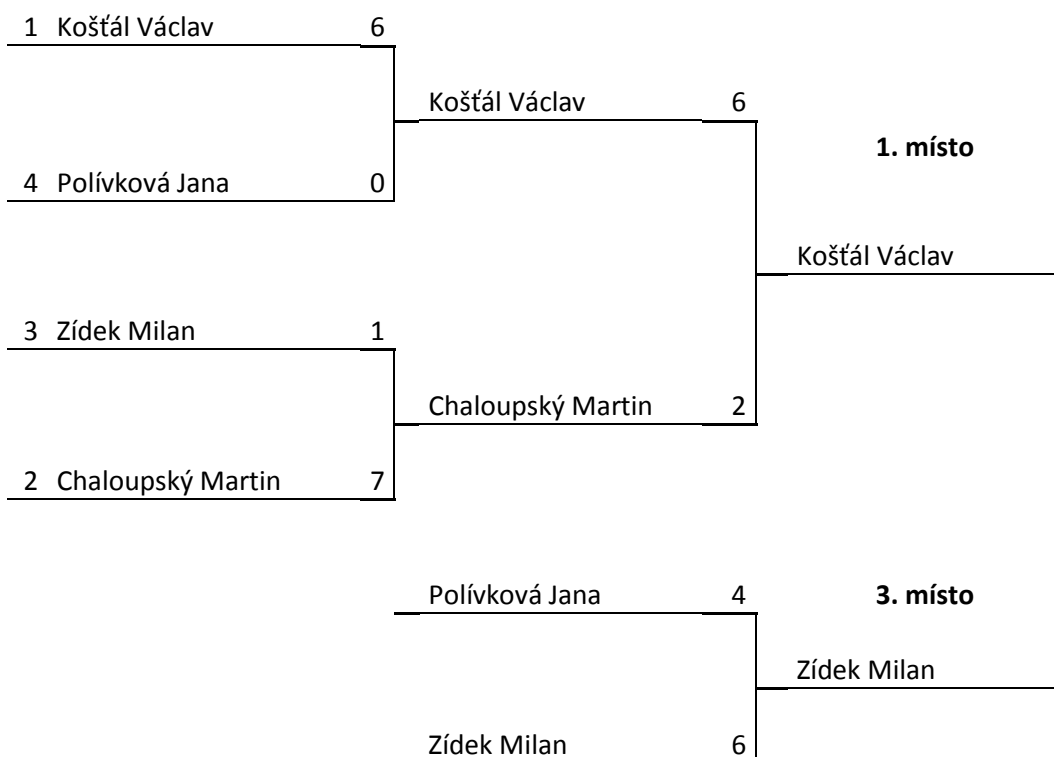 1 Košťál Václav 6
Košťál Václav 6
1. místo
4 Polívková Jana 0
Košťál Václav
3 Zídek Milan 1
Chaloupský Martin 2
2 Chaloupský Martin 7
Polívková Jana 4 3. místo
Zídek Milan
Zídek Milan 6